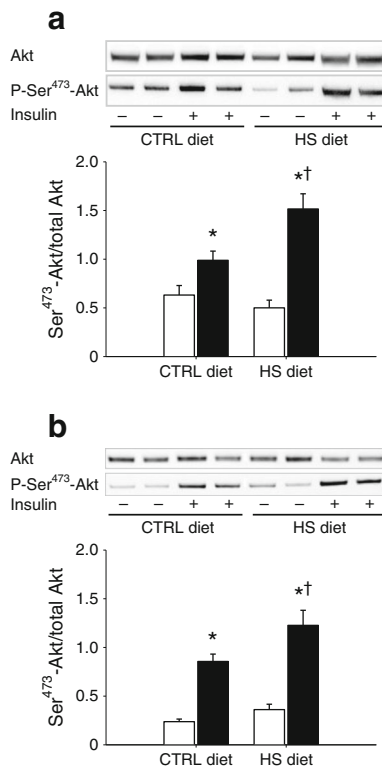 a
Akt
P-Ser⁴⁷³-Akt
Insulin – – + + – – + +
CTRL diet HS diet
Ser⁴⁷³-Akt/total Akt
2.0
1.5
1.0
0.5
0
*
*†
CTRL diet HS diet
b
Akt
P-Ser⁴⁷³-Akt
Insulin – – + + – – + +
CTRL diet HS diet
Ser⁴⁷³-Akt/total Akt
2.0
1.5
1.0
0.5
0
*
*†
CTRL diet HS diet